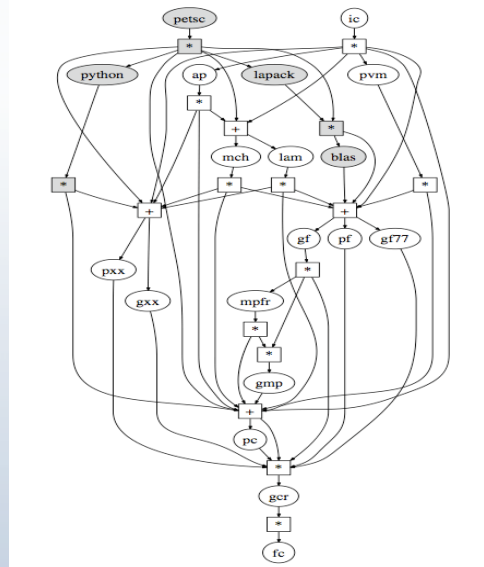 petsc ic
* *
python ap lapack pvm
*
+ *
mch lam blas
* * * *
+ +
gf pf gf77
pxx *
gxx mpfr
*
*
gmp
+
pc
*
gcr
*
fc